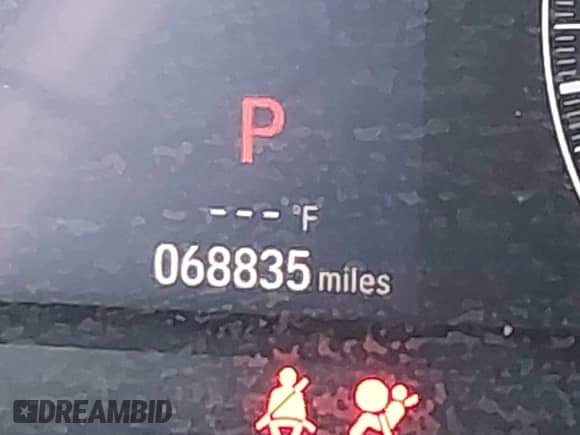 P
--- °F
068835 miles
DREAMBID